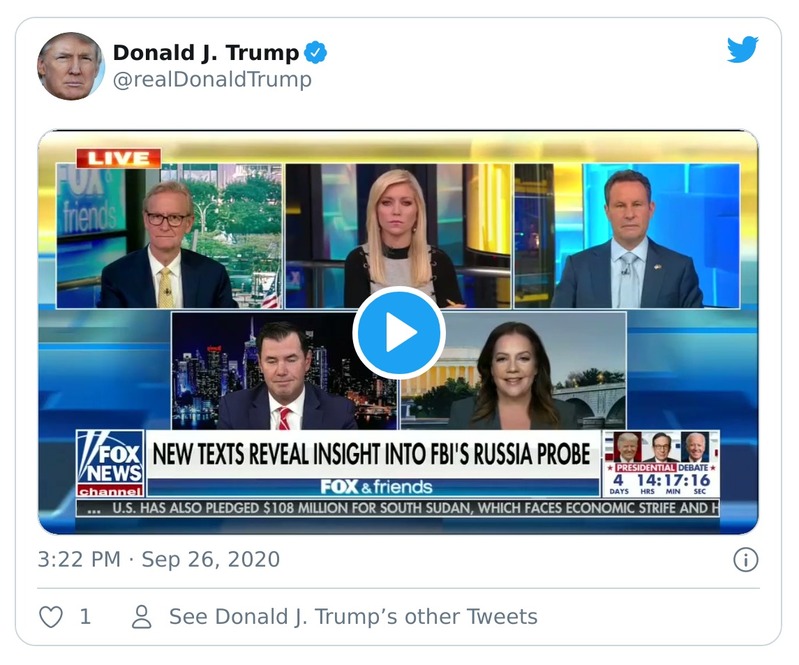 Donald J. Trump
@realDonaldTrump
LIVE
FOX &
friends
FOX
NEWS
channel
NEW TEXTS REVEAL INSIGHT INTO FBI'S RUSSIA PROBE
FOX & friends
PRESIDENTIAL DEBATE
4 14:17:16
DAYS HRS MIN SEC
... U.S. HAS ALSO PLEDGED $108 MILLION FOR SOUTH SUDAN, WHICH FACES ECONOMIC STRIFE AND H
3:22 PM · Sep 26, 2020
1 See Donald J. Trump’s other Tweets